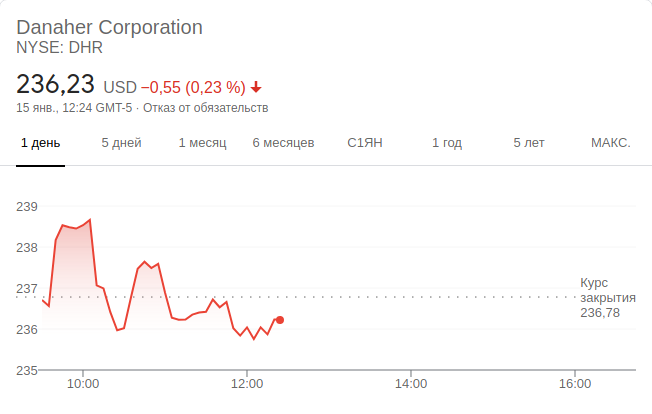 Danaher Corporation
NYSE: DHR
236,23 USD −0,55 (0,23 %)
15 янв., 12:24 GMT-5 · Отказ от обязательств
1 день 5 дней 1 месяц 6 месяцев С1ЯН 1 год 5 лет МАКС.
239
238
237
236
235
Курс
закрытия
236,78
10:00 12:00 14:00 16:00